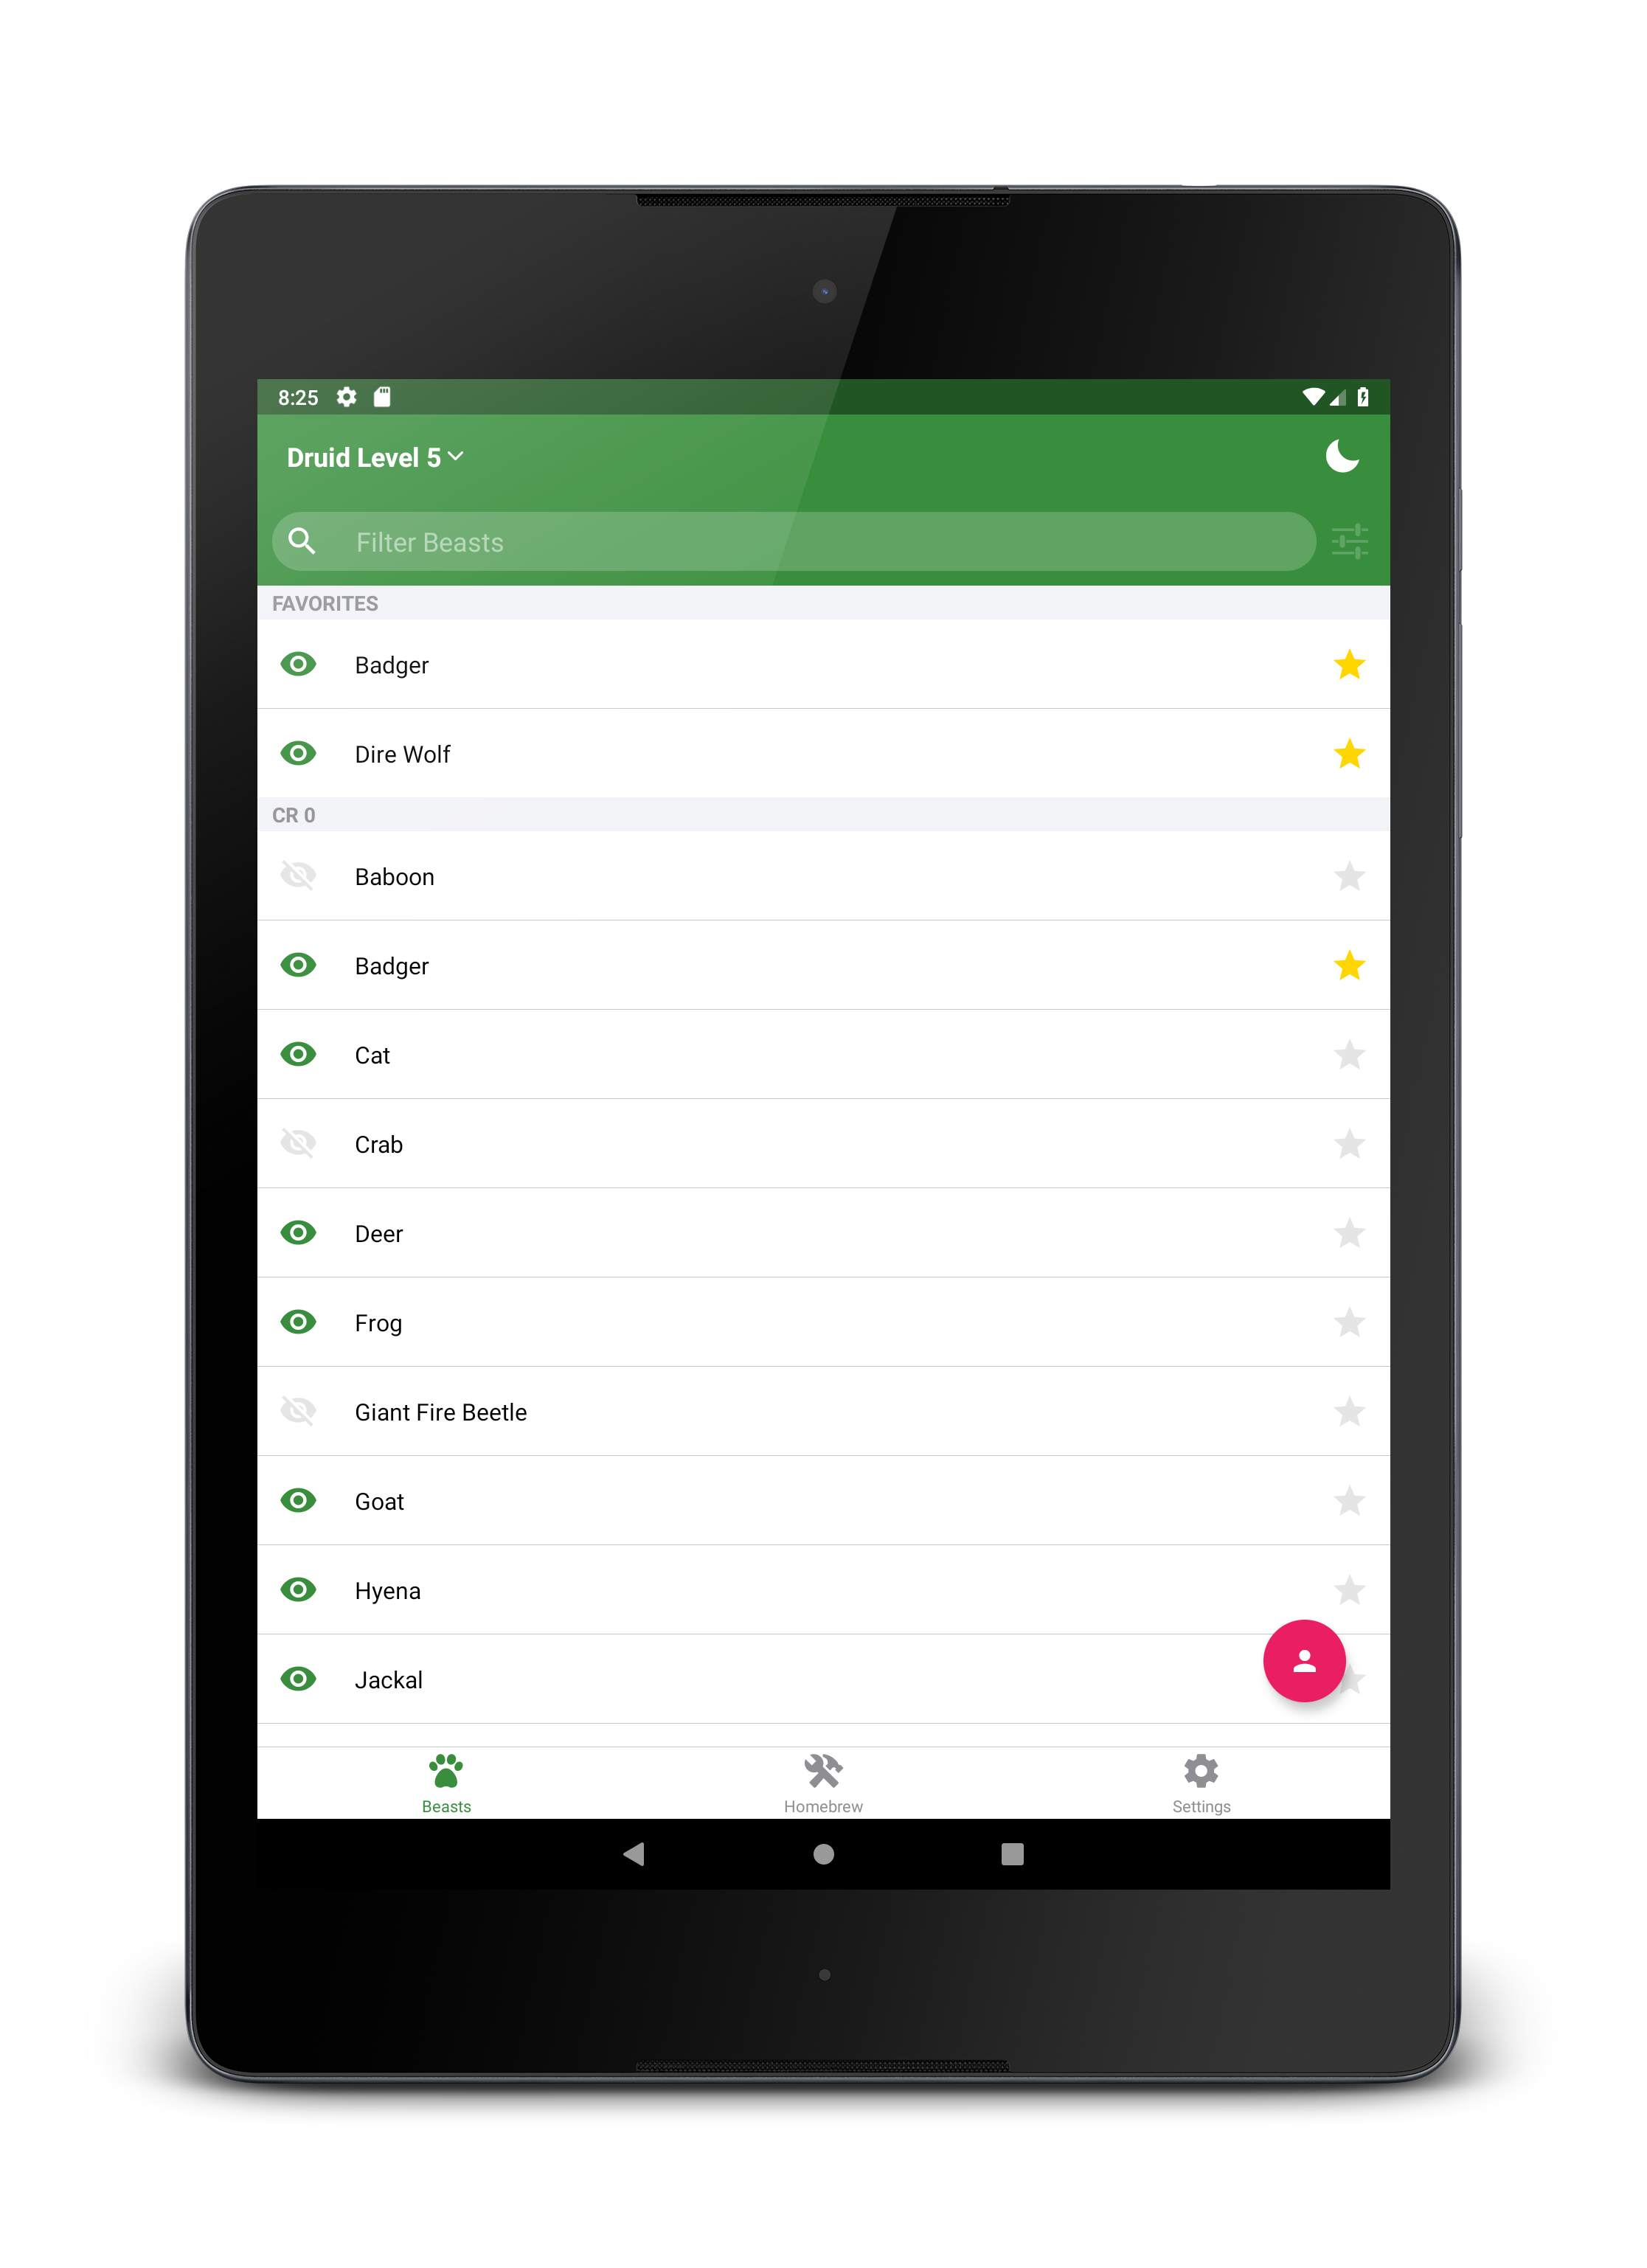 8:25
Druid Level 5
Filter Beasts
FAVORITES
Badger
Dire Wolf
CR 0
Baboon
Badger
Cat
Crab
Deer
Frog
Giant Fire Beetle
Goat
Hyena
Jackal
Beasts
Homebrew
Settings